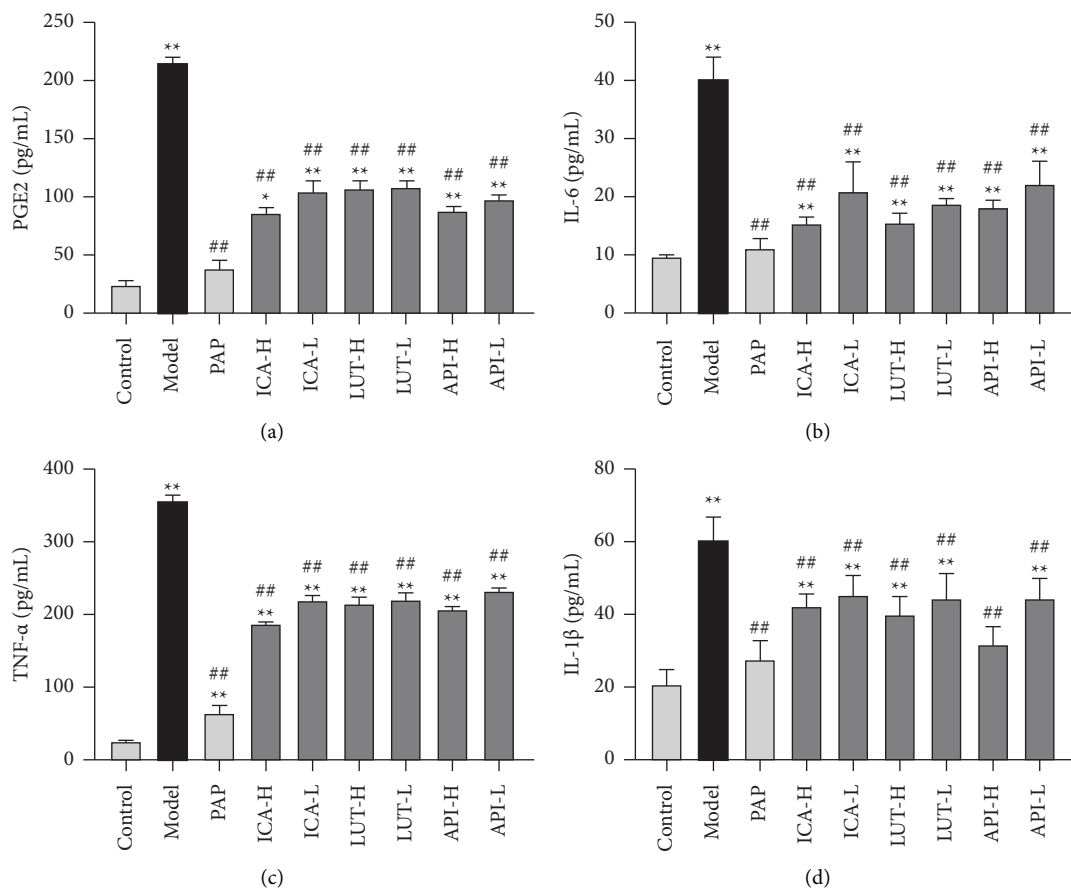 250
200
150
100
50
0
PGE2 (pg/mL)
**
##
##
*
##
**
##
**
##
**
##
**
##
**
Control
Model
PAP
ICA-H
ICA-L
LUT-H
LUT-L
API-H
API-L
(a)
50
40
30
20
10
0
IL-6 (pg/mL)
**
##
##
**
##
**
##
**
##
**
##
**
##
**
Control
Model
PAP
ICA-H
ICA-L
LUT-H
LUT-L
API-H
API-L
(b)
400
300
200
100
0
TNF-α (pg/mL)
**
##
**
##
**
##
**
##
**
##
**
##
**
##
**
Control
Model
PAP
ICA-H
ICA-L
LUT-H
LUT-L
API-H
API-L
(c)
80
60
40
20
0
IL-1β (pg/mL)
**
##
##
**
##
**
##
**
##
**
##
##
**
Control
Model
PAP
ICA-H
ICA-L
LUT-H
LUT-L
API-H
API-L
(d)